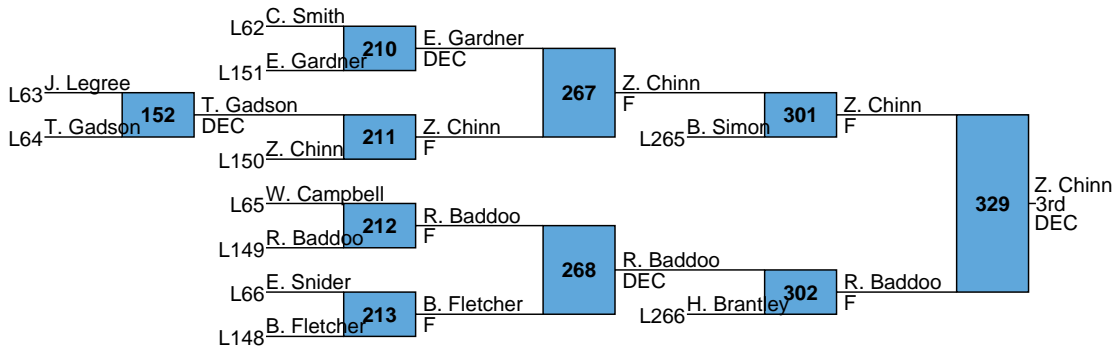 C. Smith
L62
210
E. Gardner
DEC
E. Gardner
L151
J. Legree
L63
152
T. Gadson
DEC
T. Gadson
L64
211
Z. Chinn
F
Z. Chinn
L150
267
Z. Chinn
F
B. Simon
L265
301
Z. Chinn
F
W. Campbell
L65
212
R. Baddoo
F
R. Baddoo
L149
E. Snider
L66
213
B. Fletcher
F
B. Fletcher
L148
268
R. Baddoo
DEC
H. Brantley
L266
302
R. Baddoo
F
329
Z. Chinn
3rd
DEC